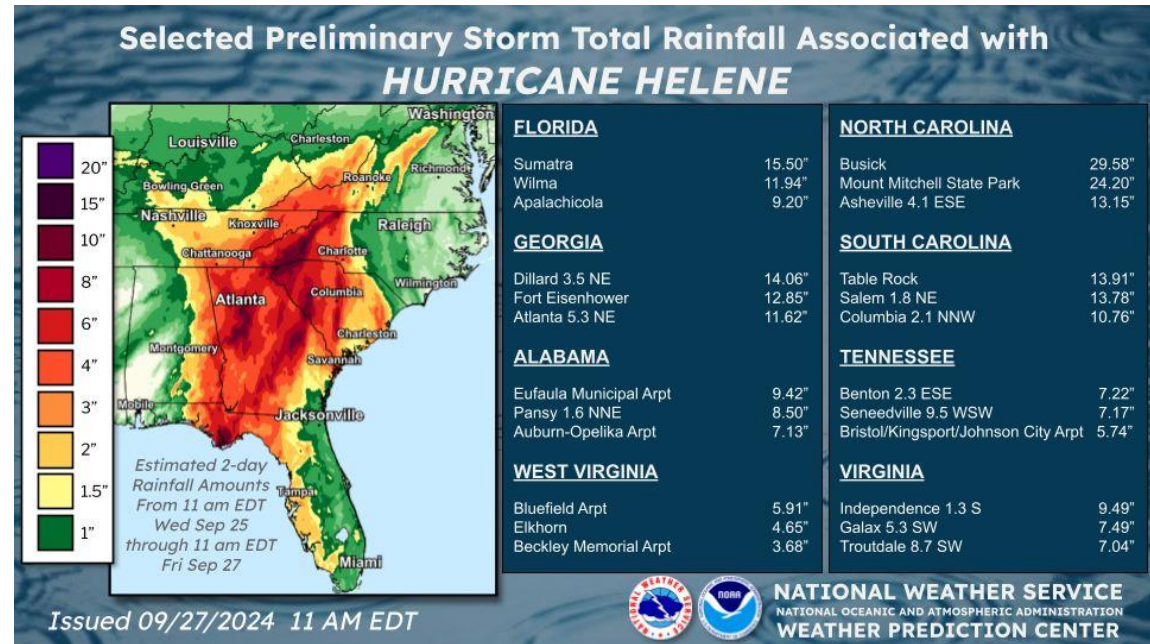 Selected Preliminary Storm Total Rainfall Associated with
HURRICANE HELENE
20"
15"
10"
8"
6"
4"
3"
2"
1.5"
1"
Washington
Louisville
Charleston
Richmond
Roanoke
Bowling Green
Nashville
Knoxville
Raleigh
Chattanooga
Charlotte
Wilmington
Atlanta
Columbia
Charleston
Montgomery
Savannah
Mobile
Jacksonville
Tampa
Miami
Estimated 2-day
Rainfall Amounts
From 11 am EDT
Wed Sep 25
through 11 am EDT
Fri Sep 27
FLORIDA
Sumatra 15.50"
Wilma 11.94"
Apalachicola 9.20"
GEORGIA
Dillard 3.5 NE 14.06"
Fort Eisenhower 12.85"
Atlanta 5.3 NE 11.62"
ALABAMA
Eufaula Municipal Arpt 9.42"
Pansy 1.6 NNE 8.50"
Auburn-Opelika Arpt 7.13"
WEST VIRGINIA
Bluefield Arpt 5.91"
Elkhorn 4.65"
Beckley Memorial Arpt 3.68"
NORTH CAROLINA
Busick 29.58"
Mount Mitchell State Park 24.20"
Asheville 4.1 ESE 13.15"
SOUTH CAROLINA
Table Rock 13.91"
Salem 1.8 NE 13.78"
Columbia 2.1 NNW 10.76"
TENNESSEE
Benton 2.3 ESE 7.22"
Seneedville 9.5 WSW 7.17"
Bristol/Kingsport/Johnson City Arpt 5.74"
VIRGINIA
Independence 1.3 S 9.49"
Galax 5.3 SW 7.49"
Troutdale 8.7 SW 7.04"
Issued 09/27/2024 11 AM EDT
NOAA
NATIONAL WEATHER SERVICE
NATIONAL OCEANIC AND ATMOSPHERIC ADMINISTRATION
WEATHER PREDICTION CENTER